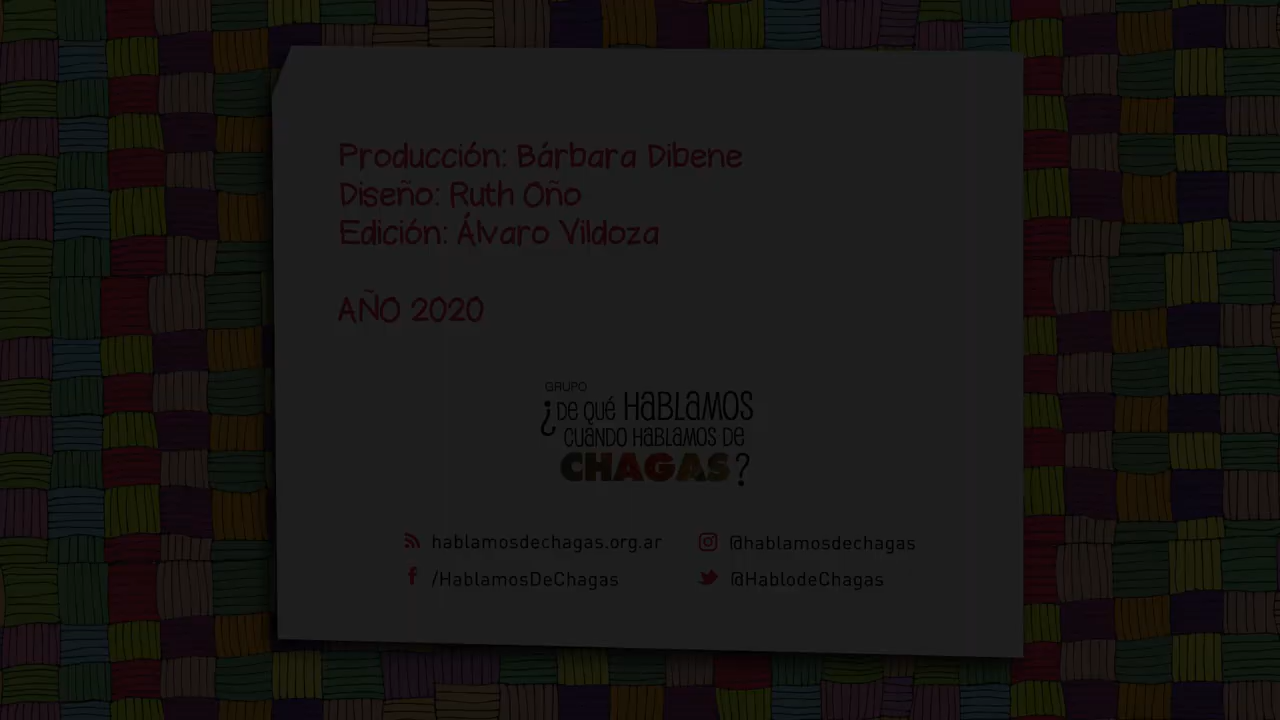 Producción: Bárbara Dibene
Diseño: Ruth Oño
Edición: Álvaro Vildoza
AÑO 2020
GRUPO
¿DE QUÉ HABLAMOS
CUANDO HABLAMOS DE
CHAGAS?
hablamosdechagas.org.ar
@hablamosdechagas
/HablamosDeChagas
@HablodeChagas